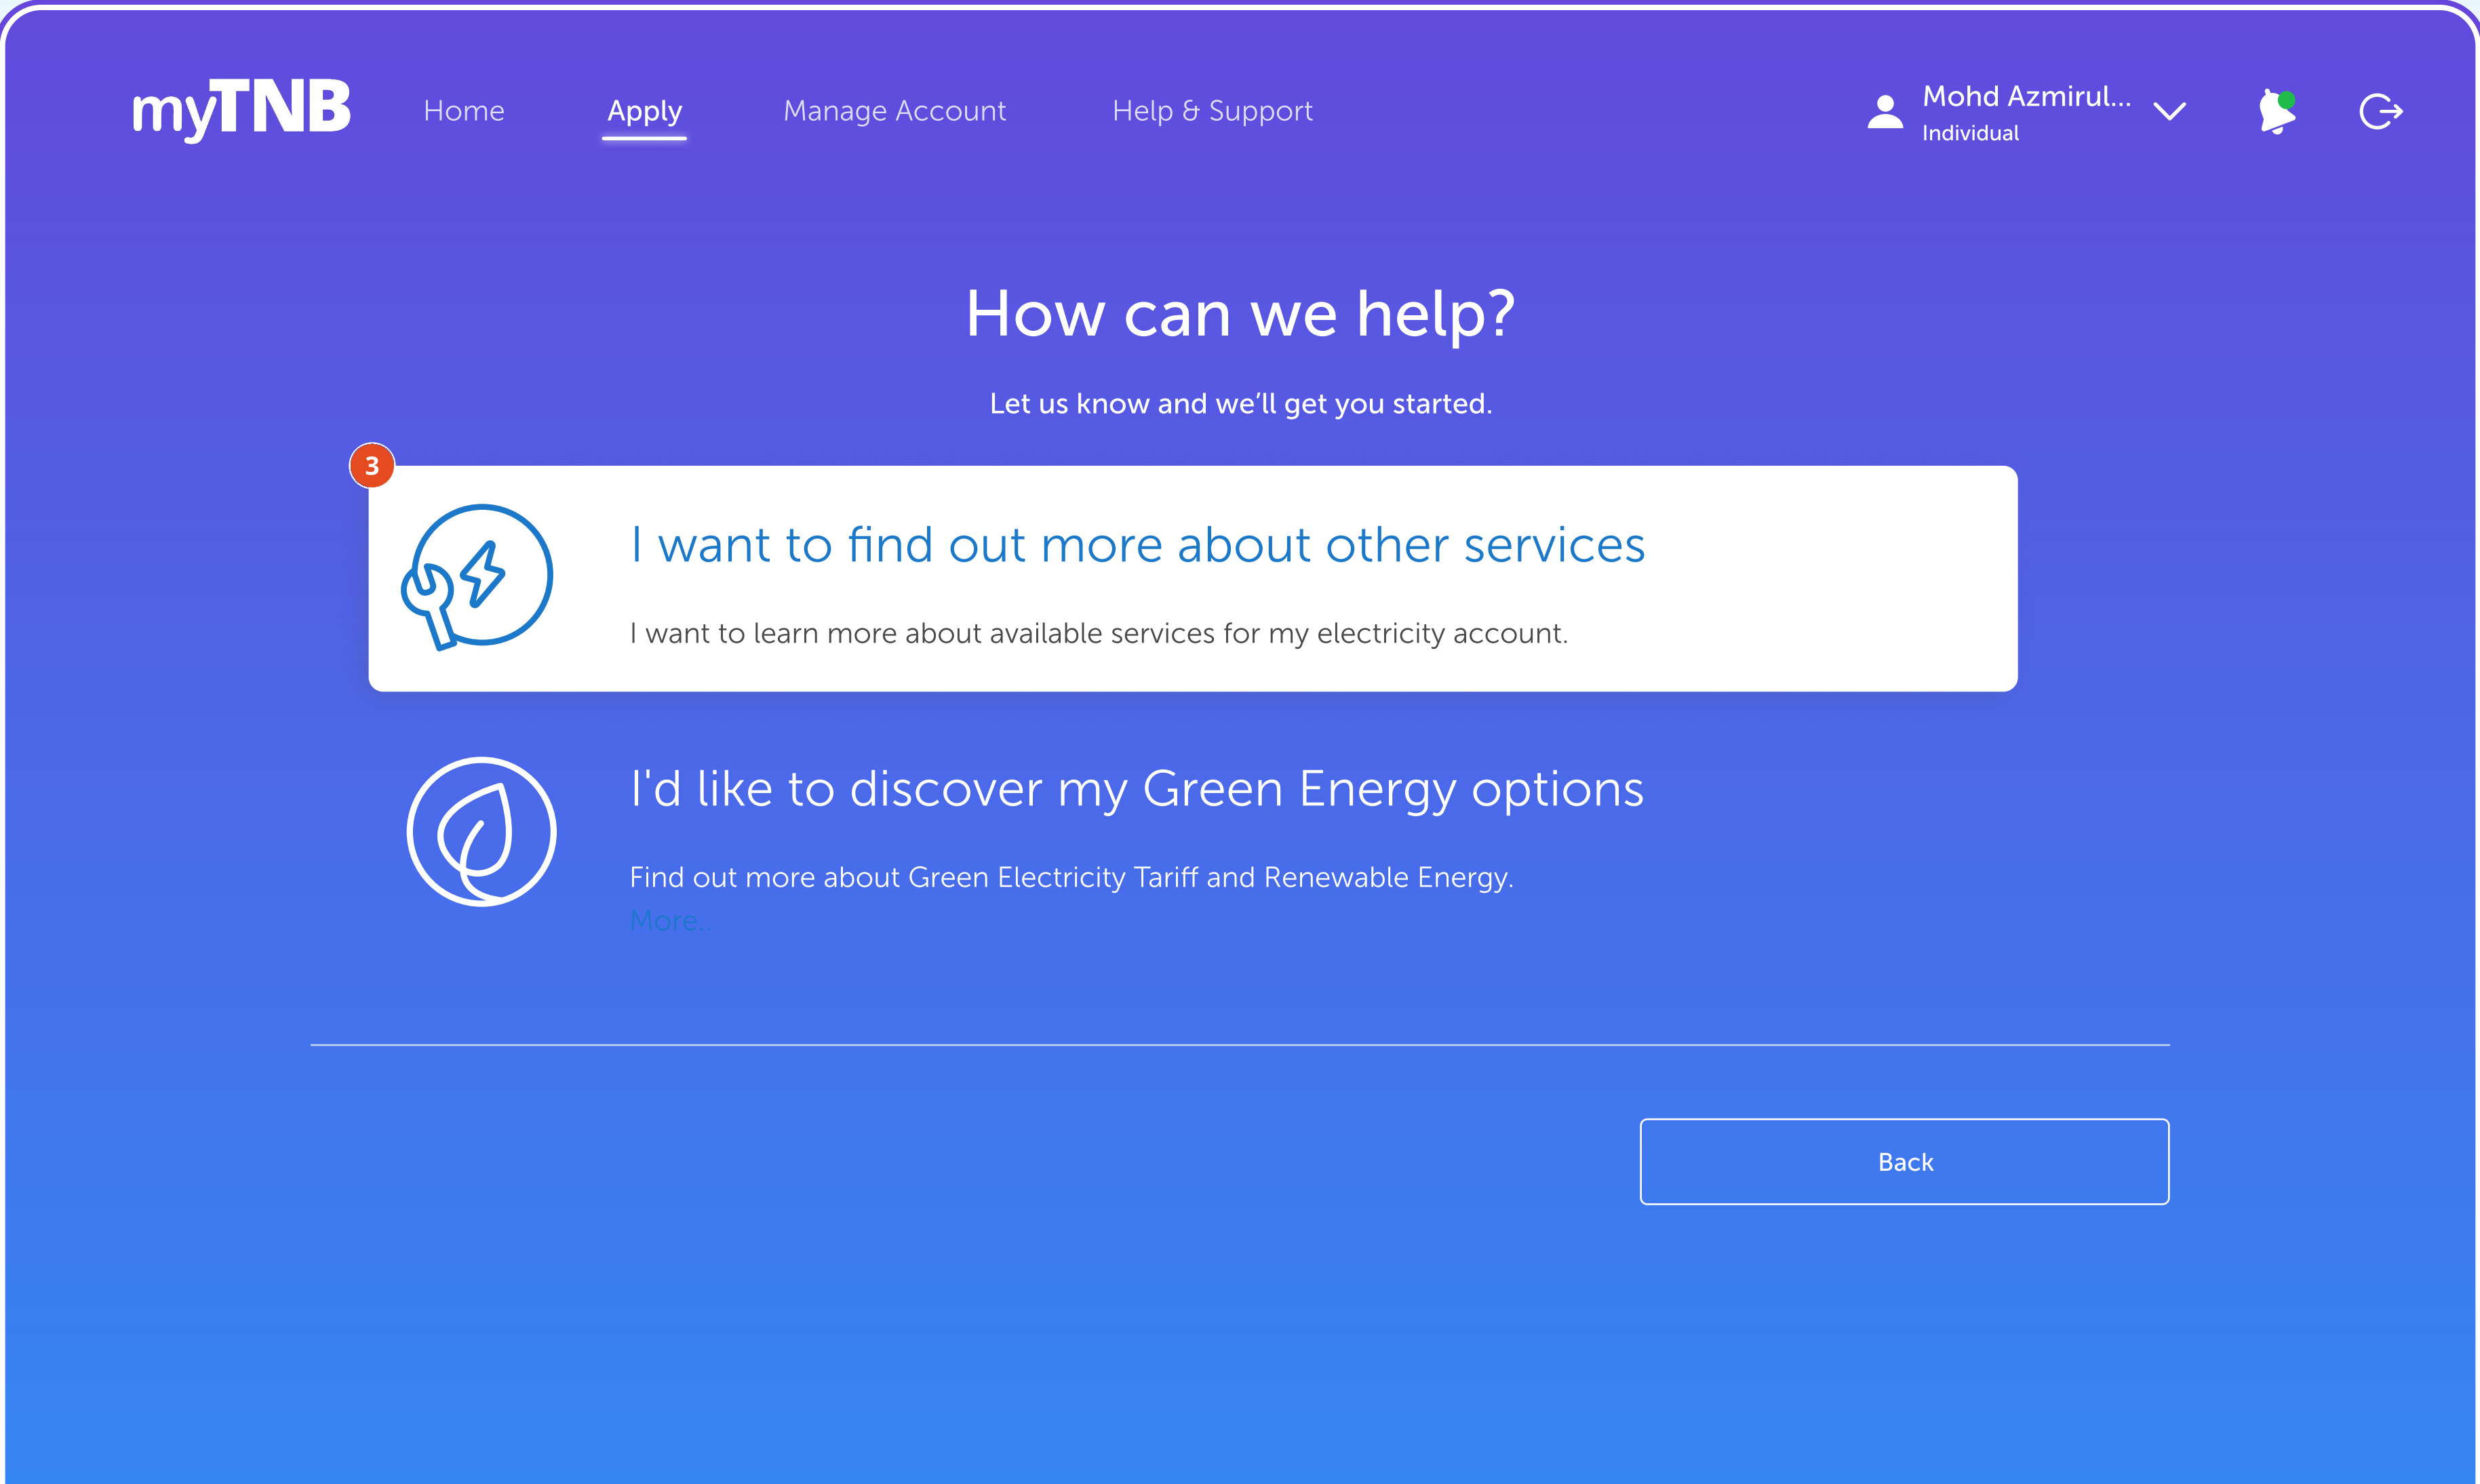 myTNB
Home
Apply
Manage Account
Help & Support
Mohd Azmirul...
Individual
How can we help?
Let us know and we’ll get you started.
3
I want to find out more about other services
I want to learn more about available services for my electricity account.
I'd like to discover my Green Energy options
Find out more about Green Electricity Tariff and Renewable Energy.
More..
Back